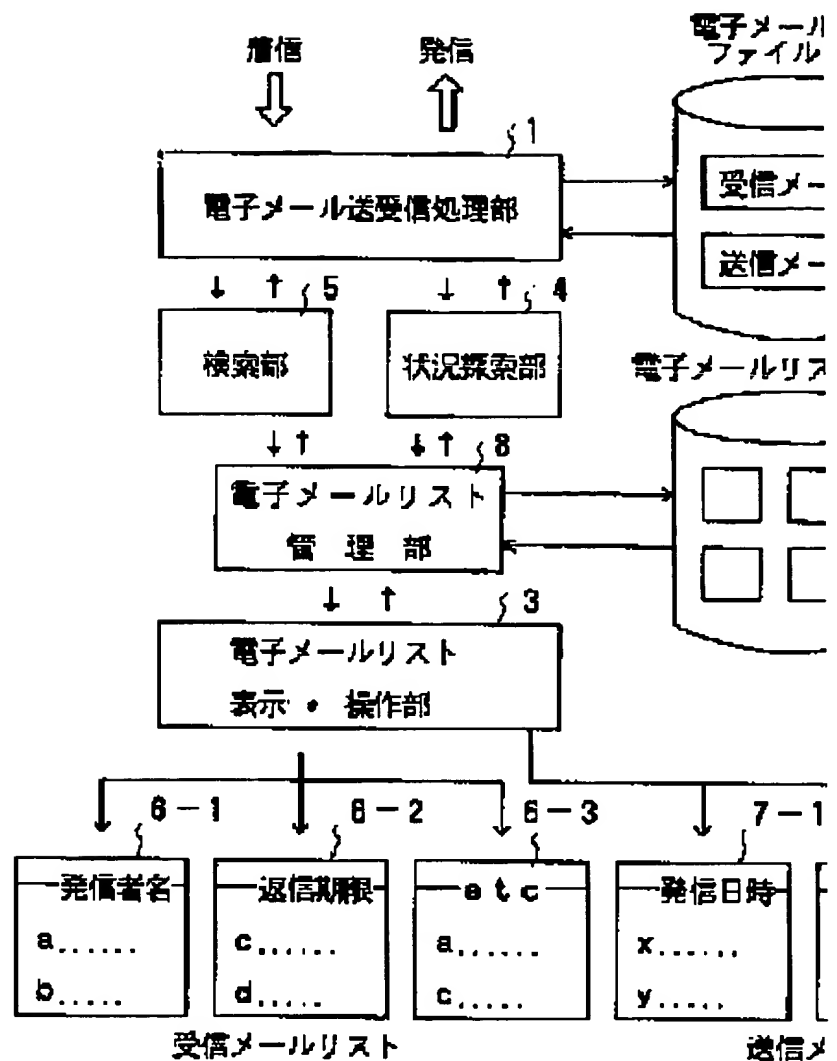 着信 発信
電子メール
ファイル
1
電子メール送受信処理部
受信メー
送信メー
5 4
検索部 状況探索部
電子メールリス
8
電子メールリスト
管理部
3
電子メールリスト
表示・操作部
6-1 6-2 6-3 7-1
発信者名 返信期限 etc 発信日時
a...... c...... a...... x......
b..... d..... c..... y.....
受信メールリスト 送信メ